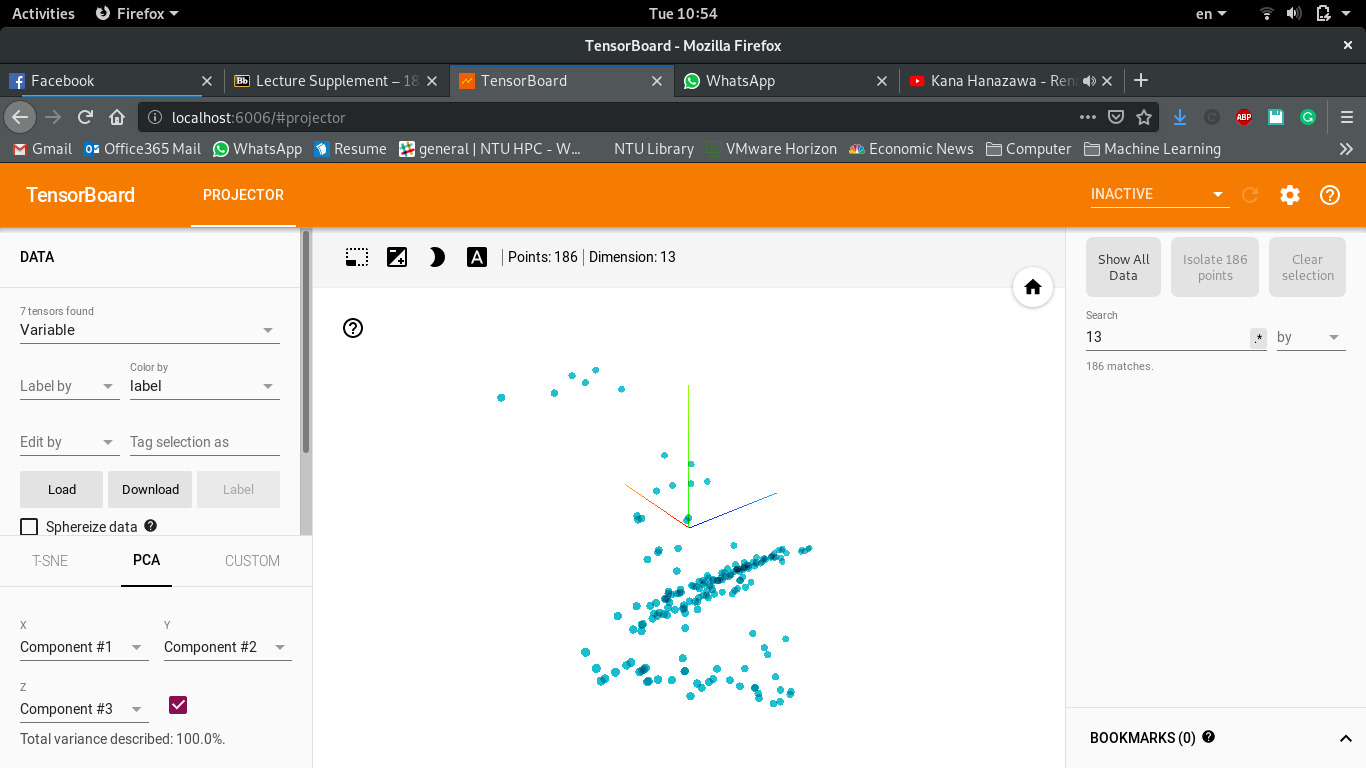 Activities Firefox Tue 10:54 en
TensorBoard - Mozilla Firefox
Facebook Lecture Supplement – 18 TensorBoard WhatsApp Kana Hanazawa - Ren
localhost:6006/#projector
Gmail Office365 Mail WhatsApp Resume general | NTU HPC - W... NTU Library VMware Horizon Economic News Computer Machine Learning
TensorBoard PROJECTOR INACTIVE
DATA
Points: 186 Dimension: 13
Show All Data
Isolate 186 points
Clear selection
7 tensors found
Variable
Label by
Color by
label
Edit by
Tag selection as
Load Download Label
Sphereize data
T-SNE PCA CUSTOM
X
Component #1
Y
Component #2
Z
Component #3
Total variance described: 100.0%.
Search
13 .* by
186 matches.
BOOKMARKS (0)